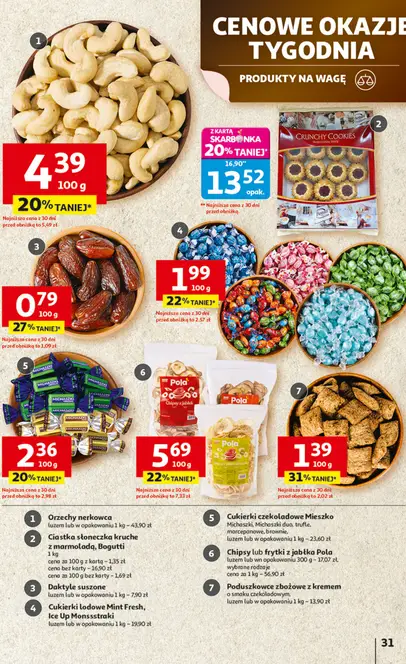 CENOWE OKAZJE
TYGODNIA
PRODUKTY NA WAGĘ
1
4 39
100 g
20% TANIEJ*
Najniższa cena z 30 dni
przed obniżką to 5,49 zł
2
Z KARTĄ
SKARBONKA
20% TANIEJ*
16,90**
13 52
opak.
** Najniższa cena z 30 dni
przed obniżką
CRUNCHY COOKIES
3
0 79
100 g
27% TANIEJ*
Najniższa cena z 30 dni
przed obniżką to 1,09 zł
4
1 99
100 g
22% TANIEJ*
Najniższa cena z 30 dni
przed obniżką to 2,57 zł
5
2 36
100 g
20% TANIEJ*
Najniższa cena z 30 dni
przed obniżką to 2,98 zł
6
Pola
Chipsy z jabłek
Pola
5 69
100 g
22% TANIEJ*
Najniższa cena z 30 dni
przed obniżką to 7,33 zł
7
1 39
100 g
31% TANIEJ*
Najniższa cena z 30 dni
przed obniżką to 2,02 zł
1 Orzechy nerkowca
luzem lub w opakowaniu 1 kg – 43,90 zł
2 Ciastka słoneczka kruche
z marmoladą, Bogutti
1 kg
cena za 100 g z kartą – 1,35 zł
cena bez karty – 16,90 zł
cena za 100 g bez karty – 1,69 zł
3 Daktyle suszone
luzem lub w opakowaniu 1 kg – 7,90 zł
4 Cukierki lodowe Mint Fresh,
Ice Up Monssstraki
luzem lub w opakowaniu 1 kg – 19,90 zł
5 Cukierki czekoladowe Mieszko
Michaszki, Michaszki duo, trufle,
marcepanowe, brownie,
luzem lub w opakowaniu 1 kg – 23,60 zł
6 Chipsy lub frytki z jabłka Pola
luzem lub wn opakowaniu 300 g – 17,07 zł,
wybrane rodzaje
cena za 1 kg – 56,90 zł
7 Poduszkowce zbożowe z kremem
o smaku czekoladowym,
luzem lub w opakowaniu 1 kg – 13,90 zł
31